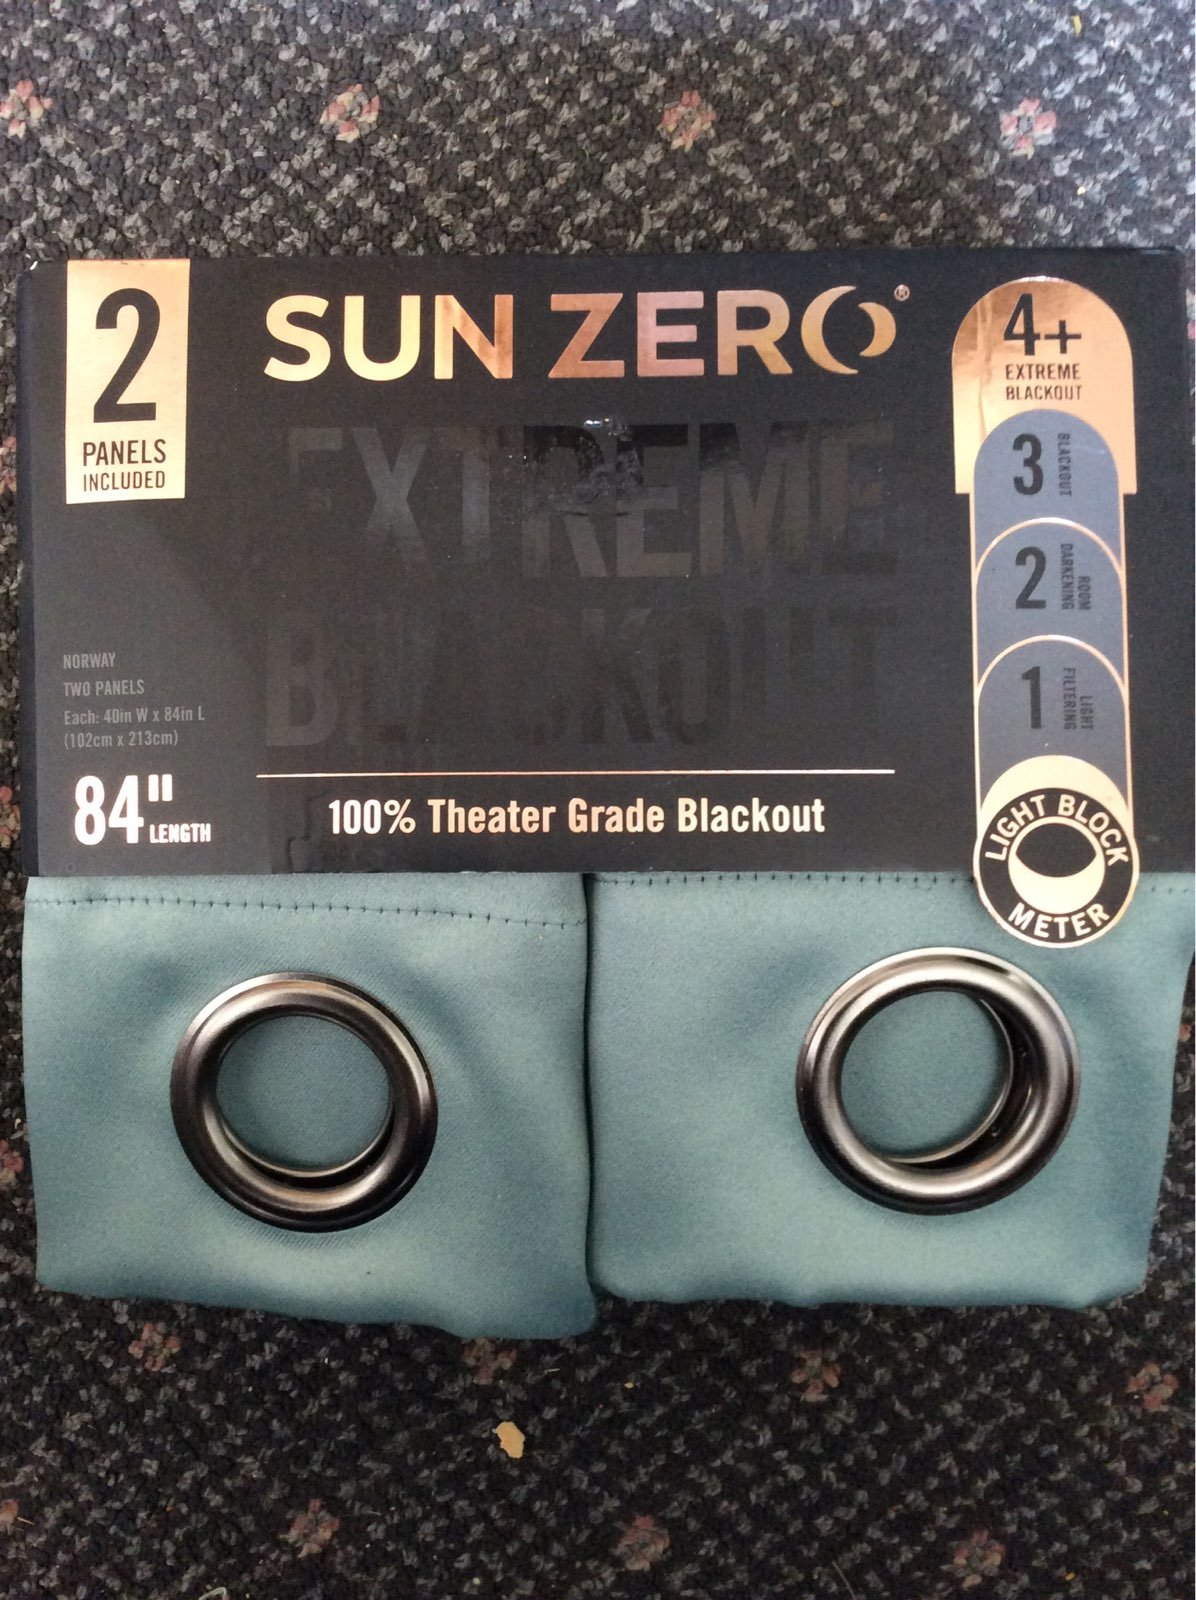 2
PANELS
INCLUDED
SUN ZERO®
EXTREME
BLACKOUT
NORWAY
TWO PANELS
Each: 40in W x 84in L
(102cm x 213cm)
84" LENGTH
100% Theater Grade Blackout
4+
EXTREME
BLACKOUT
3 BLACKOUT
2 ROOM
DARKENING
1 LIGHT
FILTERING
LIGHT BLOCK
METER